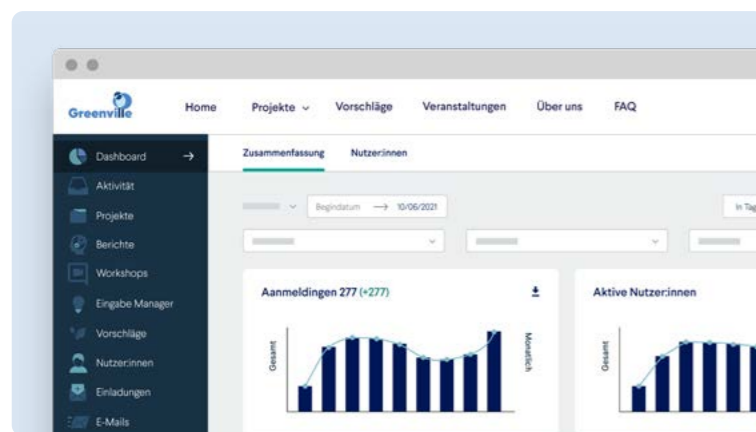 Greenville
Home Projekte Vorschläge Veranstaltungen Über uns FAQ
Dashboard
Aktivität
Projekte
Berichte
Workshops
Eingabe Manager
Vorschläge
Nutzer:innen
Einladungen
E-Mails
Zusammenfassung Nutzer:innen
Begindatum → 10/06/2021
In Tag
Aanmeldingen 277 (+277)
Gesamt
Monatlich
Aktive Nutzer:innen
Gesamt